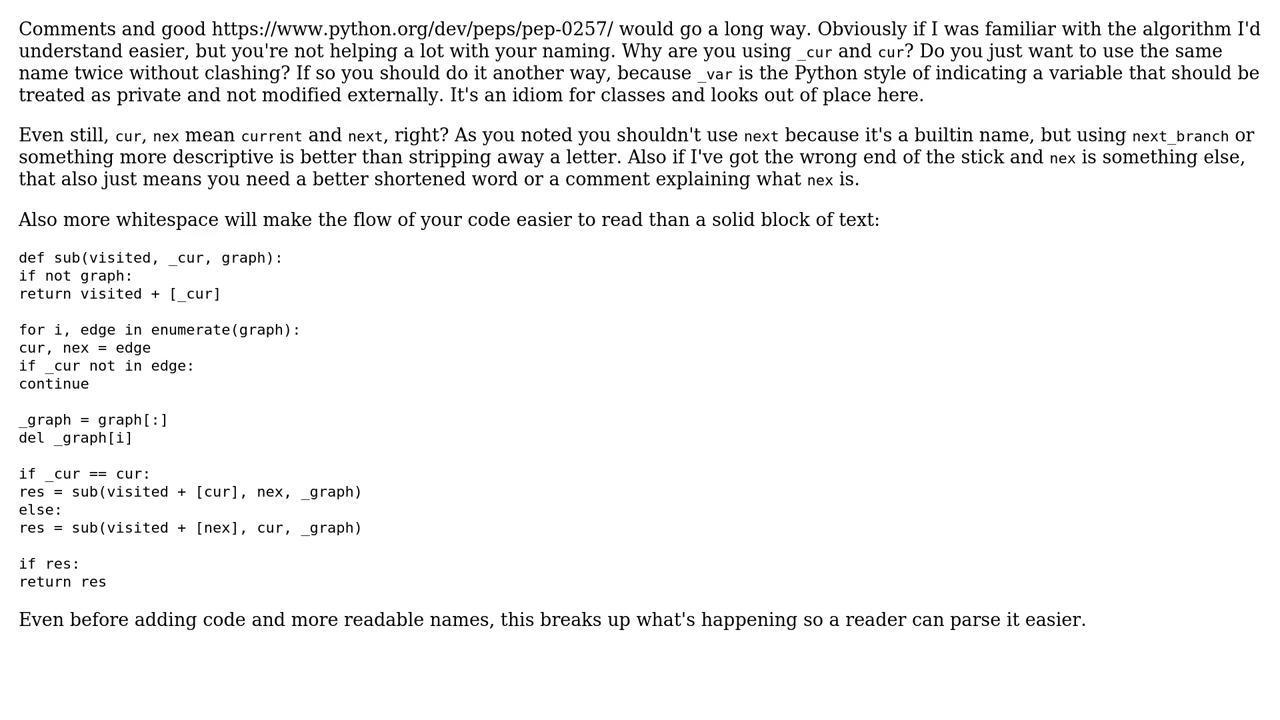 Comments and good https://www.python.org/dev/peps/pep-0257/ would go a long way. Obviously if I was familiar with the algorithm I'd
understand easier, but you're not helping a lot with your naming. Why are you using _cur and cur? Do you just want to use the same
name twice without clashing? If so you should do it another way, because _var is the Python style of indicating a variable that should be
treated as private and not modified externally. It's an idiom for classes and looks out of place here.
Even still, cur, nex mean current and next, right? As you noted you shouldn't use next because it's a builtin name, but using next_branch or
something more descriptive is better than stripping away a letter. Also if I've got the wrong end of the stick and nex is something else,
that also just means you need a better shortened word or a comment explaining what nex is.
Also more whitespace will make the flow of your code easier to read than a solid block of text:
def sub(visited, _cur, graph):
if not graph:
return visited + [_cur]
for i, edge in enumerate(graph):
cur, nex = edge
if _cur not in edge:
continue
_graph = graph[:]
del _graph[i]
if _cur == cur:
res = sub(visited + [cur], nex, _graph)
else:
res = sub(visited + [nex], cur, _graph)
if res:
return res
Even before adding code and more readable names, this breaks up what's happening so a reader can parse it easier.